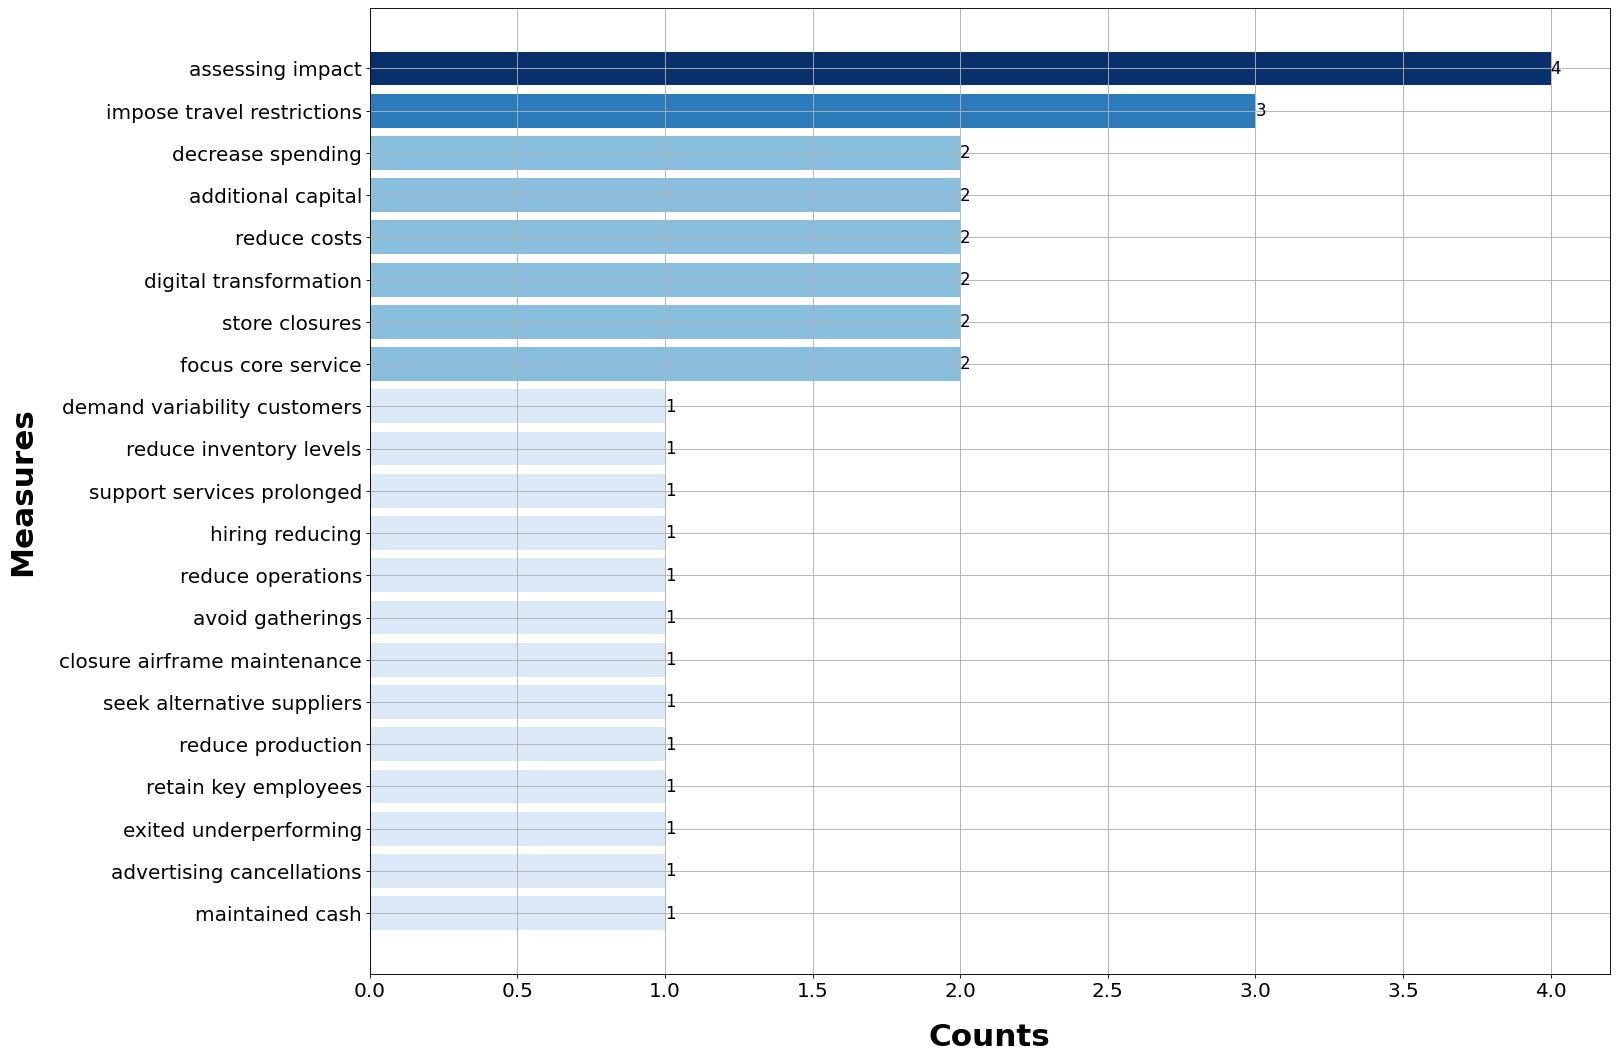 assessing impact 4
impose travel restrictions 3
decrease spending 2
additional capital 2
reduce costs 2
digital transformation 2
store closures 2
focus core service 2
demand variability customers 1
reduce inventory levels 1
support services prolonged 1
hiring reducing 1
reduce operations 1
avoid gatherings 1
closure airframe maintenance 1
seek alternative suppliers 1
reduce production 1
retain key employees 1
exited underperforming 1
advertising cancellations 1
maintained cash 1
Measures
0.0 0.5 1.0 1.5 2.0 2.5 3.0 3.5 4.0
Counts